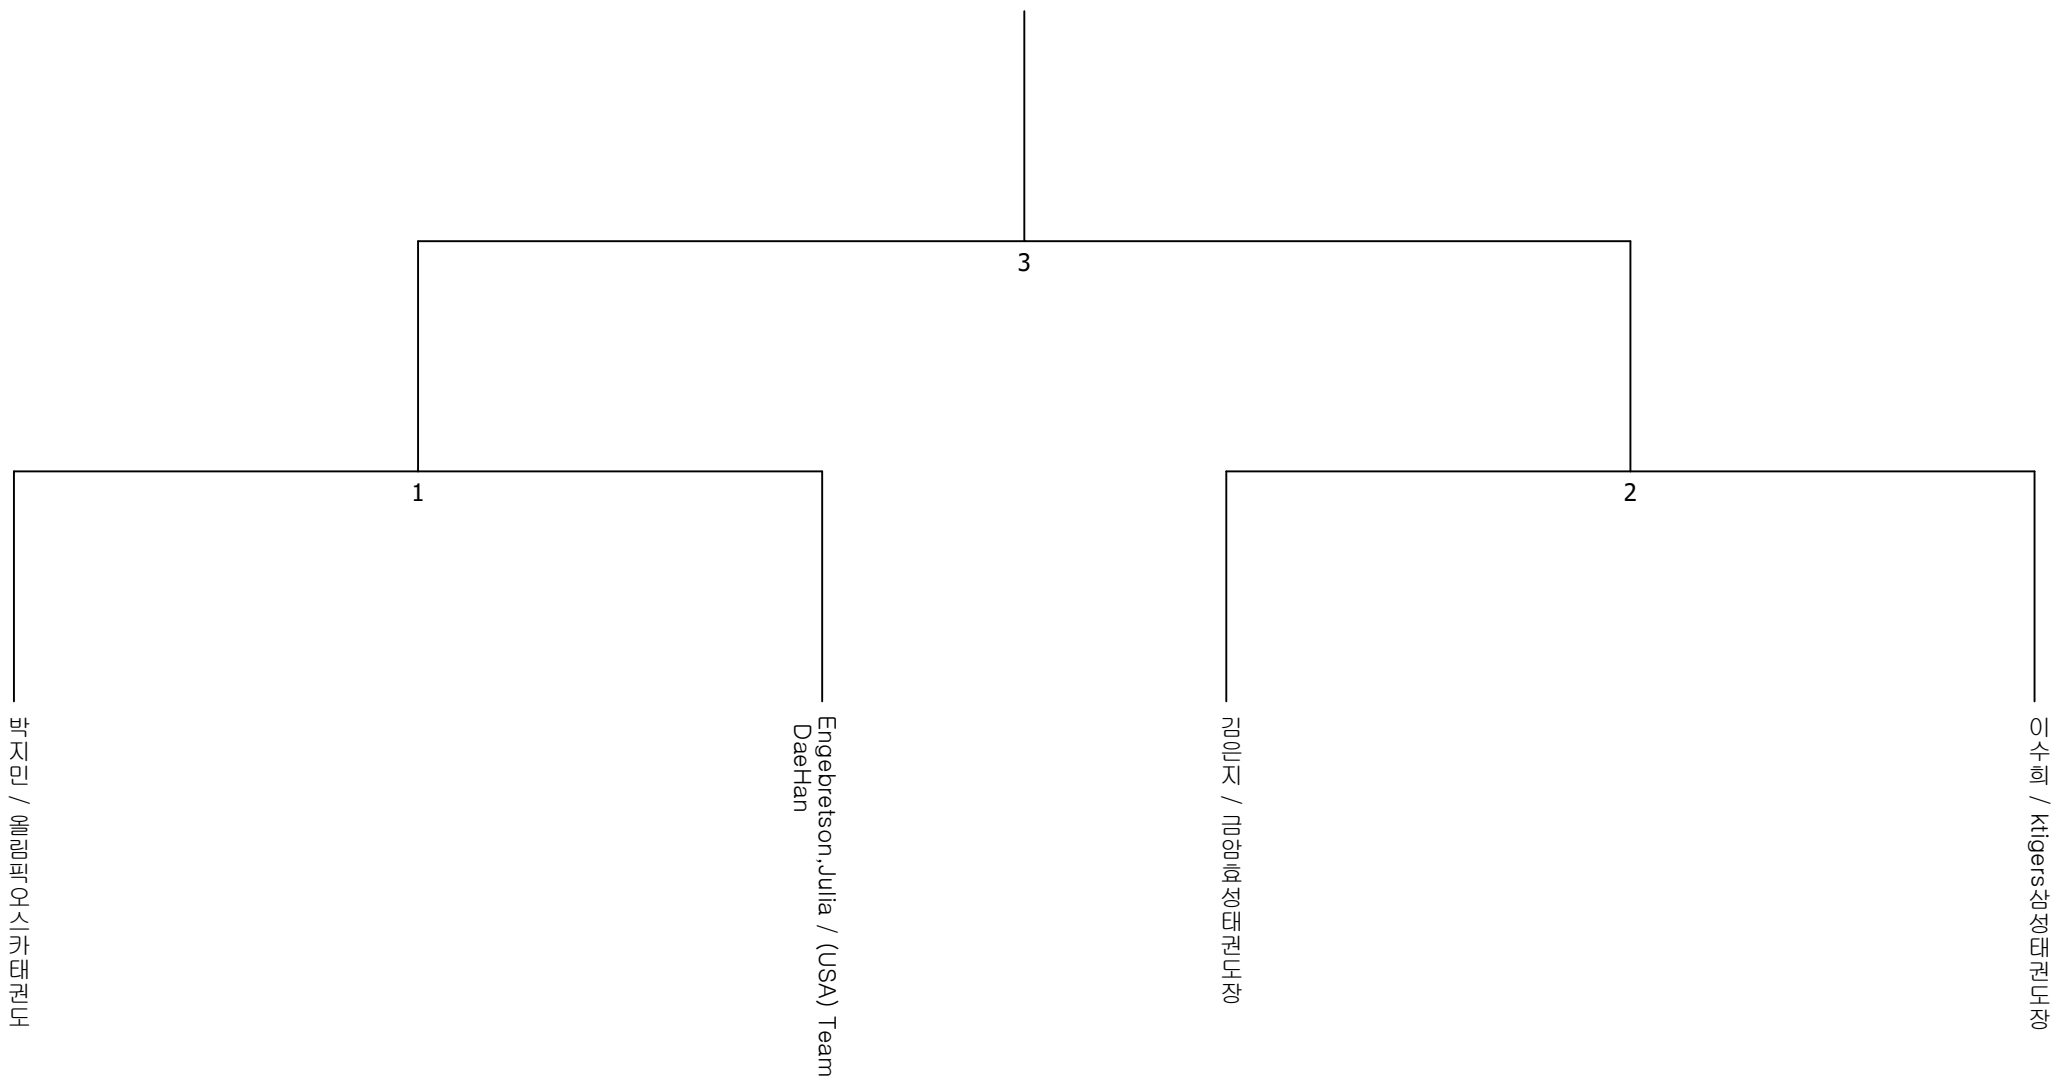 3
1
2
박지민 / 올림픽오스카태권도
Engebretson,Julia / (USA) Team
DaeHan
김은지 / 금암효성태권도장
이수희 / ktigers삼성태권도장